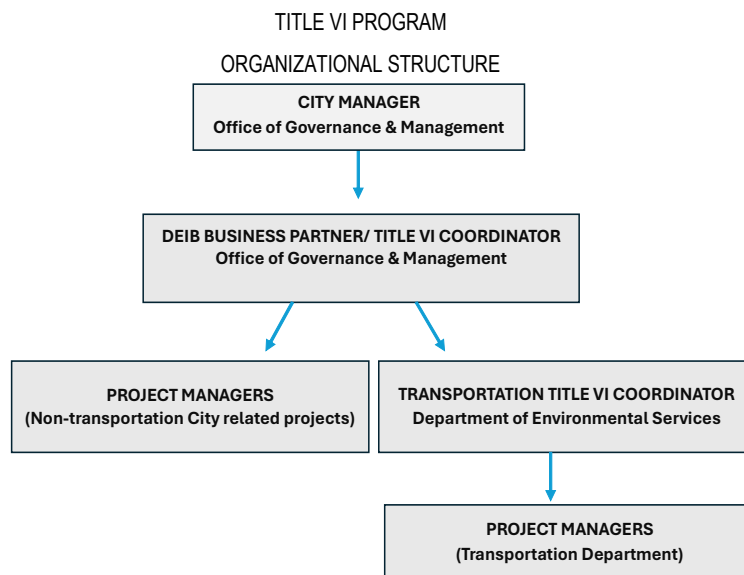 TITLE VI PROGRAM
ORGANIZATIONAL STRUCTURE
CITY MANAGER
Office of Governance & Management
DEIB BUSINESS PARTNER/ TITLE VI COORDINATOR
Office of Governance & Management
PROJECT MANAGERS
(Non-transportation City related projects)
TRANSPORTATION TITLE VI COORDINATOR
Department of Environmental Services
PROJECT MANAGERS
(Transportation Department)